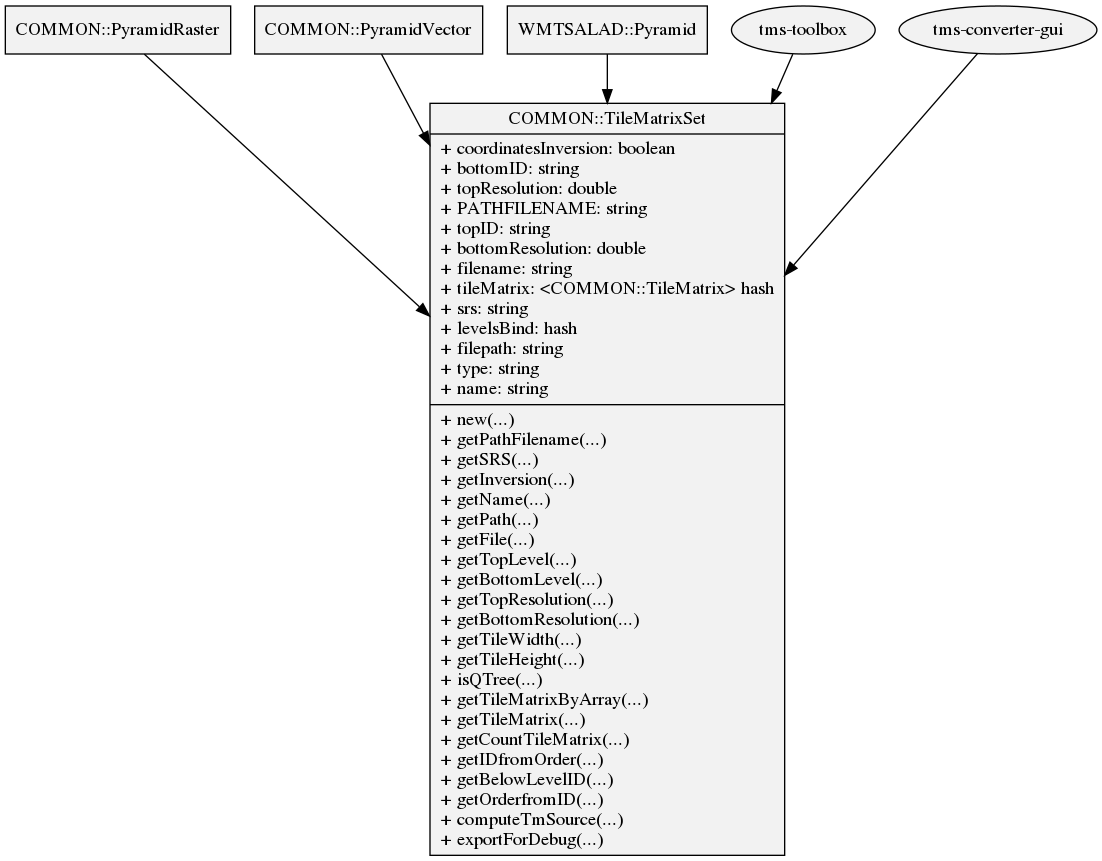 COMMON::PyramidRaster
COMMON::PyramidVector
WMTSALAD::Pyramid
tms-toolbox
tms-converter-gui
COMMON::TileMatrixSet
+ coordinatesInversion: boolean
+ bottomID: string
+ topResolution: double
+ PATHFILENAME: string
+ topID: string
+ bottomResolution: double
+ filename: string
+ tileMatrix: <COMMON::TileMatrix> hash
+ srs: string
+ levelsBind: hash
+ filepath: string
+ type: string
+ name: string
+ new(...)
+ getPathFilename(...)
+ getSRS(...)
+ getInversion(...)
+ getName(...)
+ getPath(...)
+ getFile(...)
+ getTopLevel(...)
+ getBottomLevel(...)
+ getTopResolution(...)
+ getBottomResolution(...)
+ getTileWidth(...)
+ getTileHeight(...)
+ isQTree(...)
+ getTileMatrixByArray(...)
+ getTileMatrix(...)
+ getCountTileMatrix(...)
+ getIDfromOrder(...)
+ getBelowLevelID(...)
+ getOrderfromID(...)
+ computeTmSource(...)
+ exportForDebug(...)